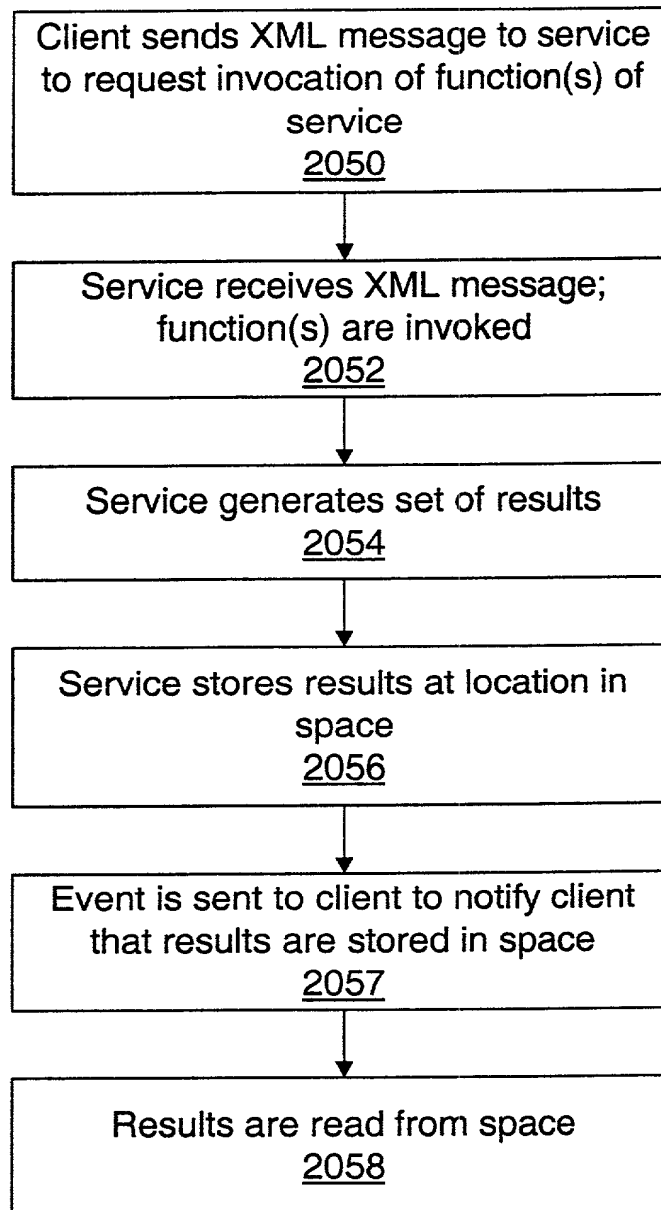 Client sends XML message to service
to request invocation of function(s) of
service
2050
Service receives XML message;
function(s) are invoked
2052
Service generates set of results
2054
Service stores results at location in
space
2056
Event is sent to client to notify client
that results are stored in space
2057
Results are read from space
2058